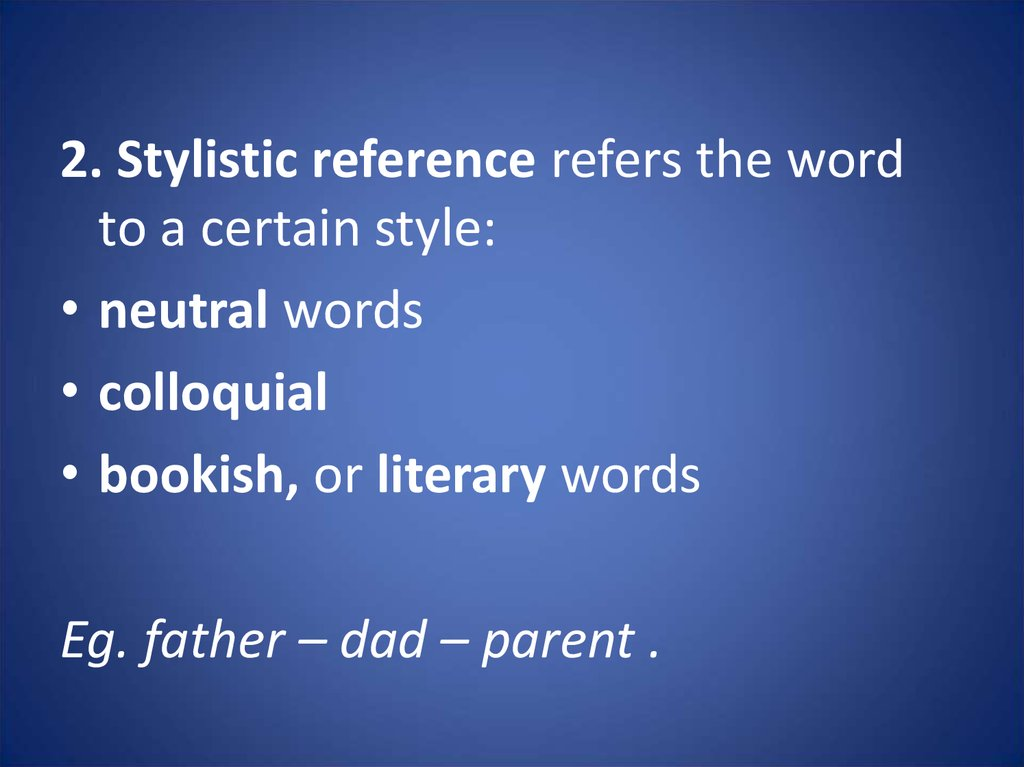 2. Stylistic reference refers the word
to a certain style:
• neutral words
• colloquial
• bookish, or literary words
Eg. father – dad – parent .